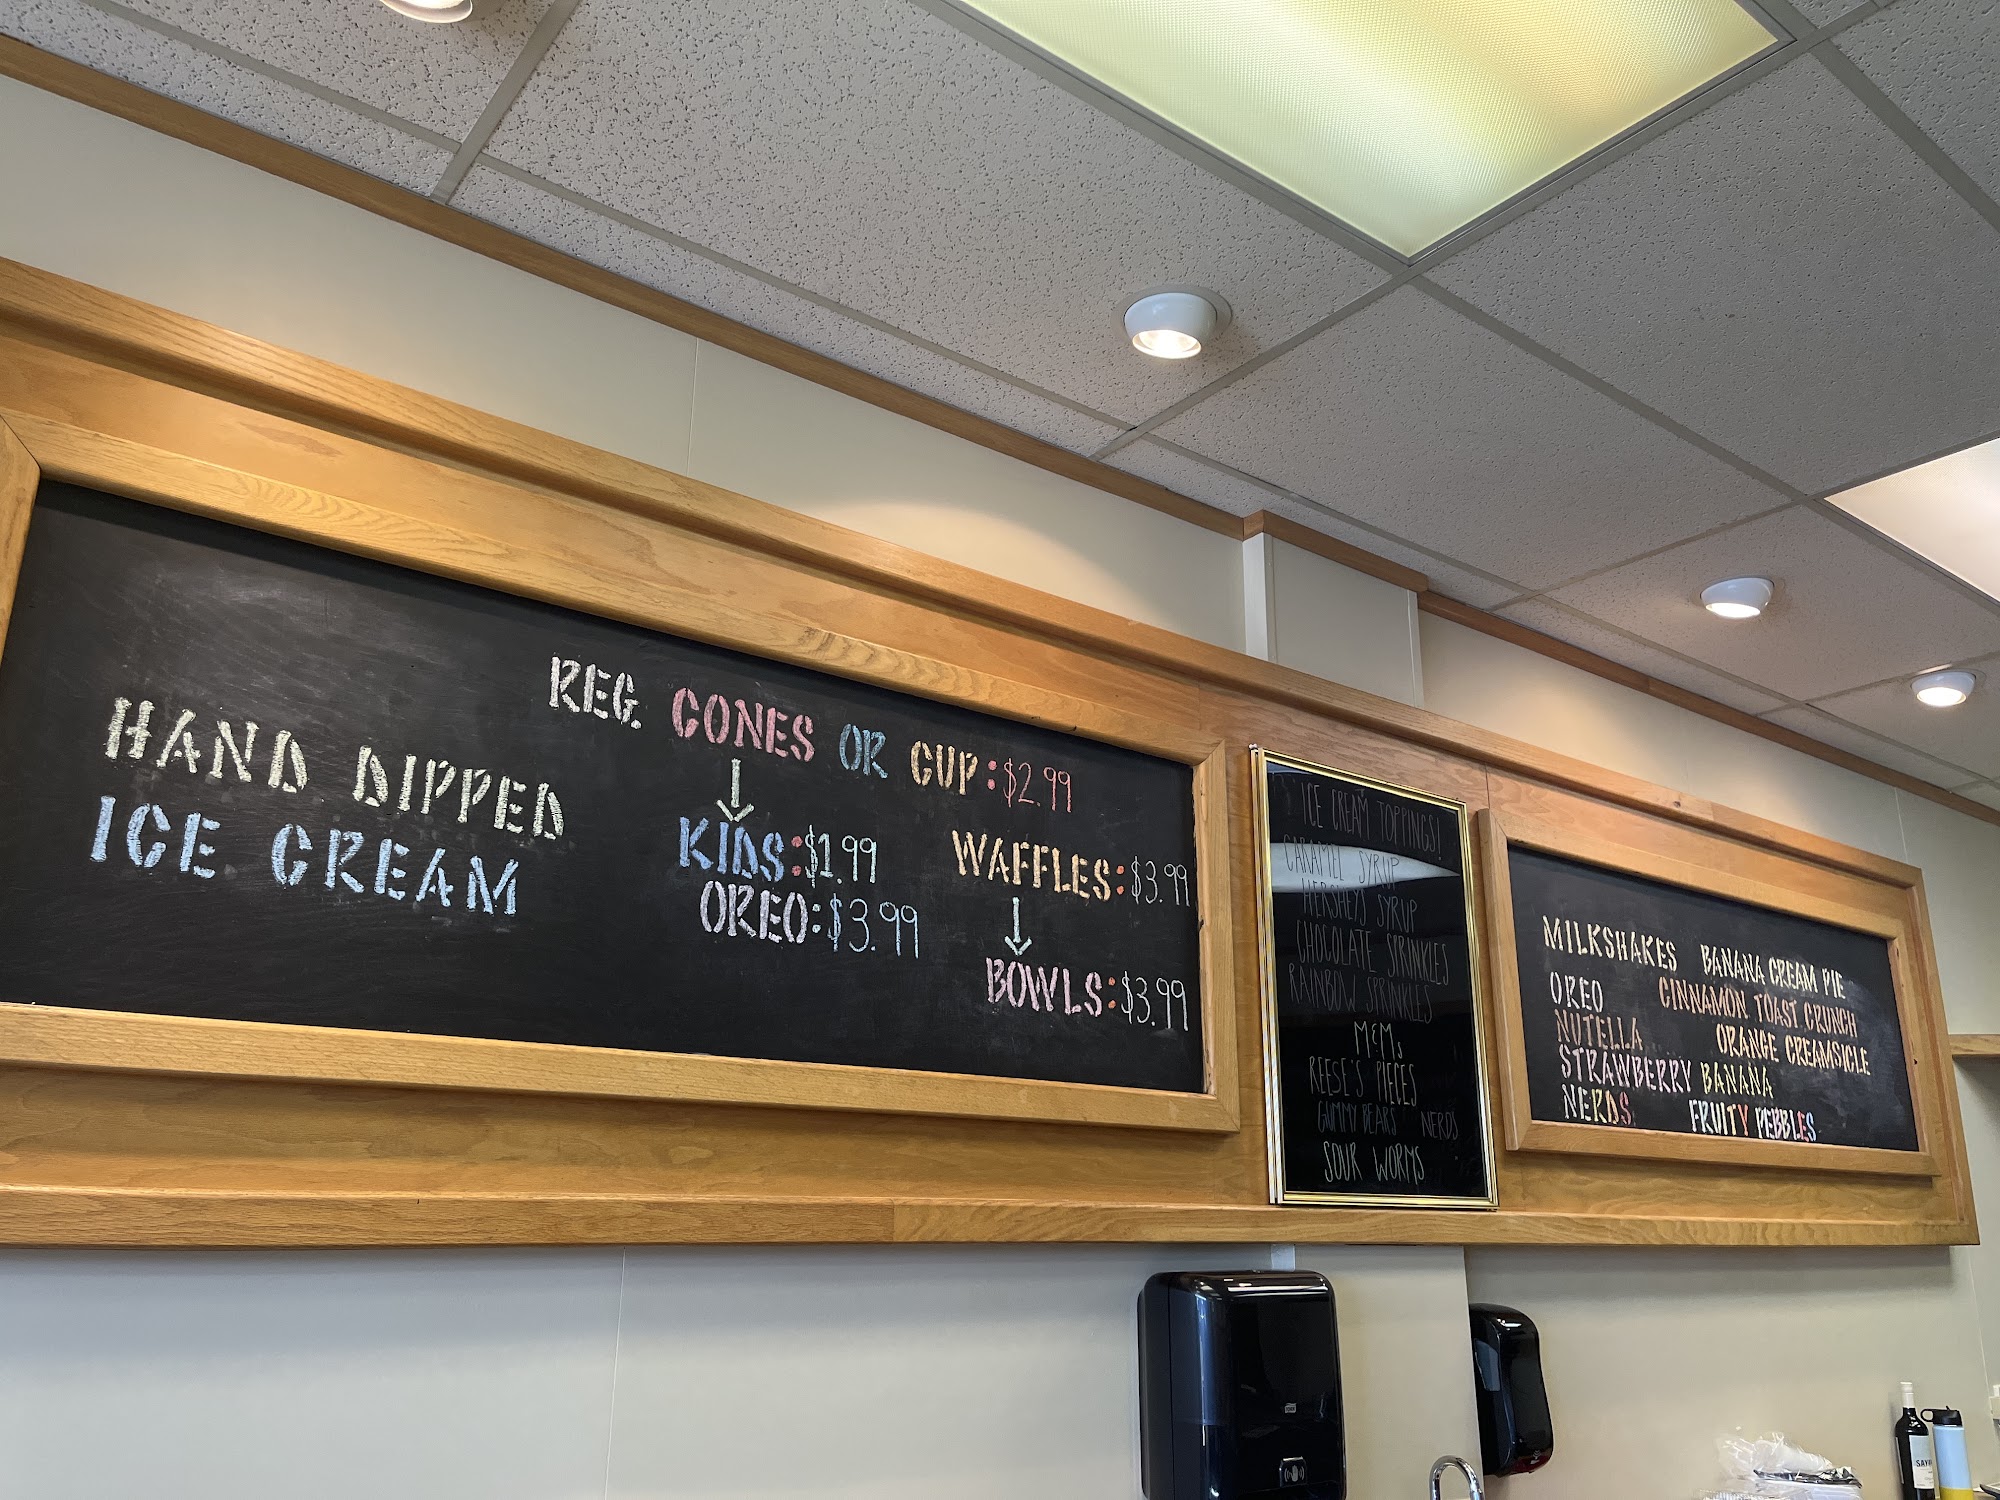 HAND DIPPED
ICE CREAM
REG. CONES OR CUP: $2.99
KIDS: $1.99
OREO: $3.99
WAFFLES: $3.99
BOWLS: $3.99
ICE CREAM TOPPINGS!
CARAMEL SYRUP
HERSHEYS SYRUP
CHOCOLATE SPRINKLES
RAINBOW SPRINKLES
M&Ms
REESE'S PIECES
GUMMY BEARS NERDS
SOUR WORMS
MILKSHAKES BANANA CREAM PIE
OREO CINNAMON TOAST CRUNCH
NUTELLA ORANGE CREAMSICLE
STRAWBERRY BANANA
NERDS FRUITY PEBBLES